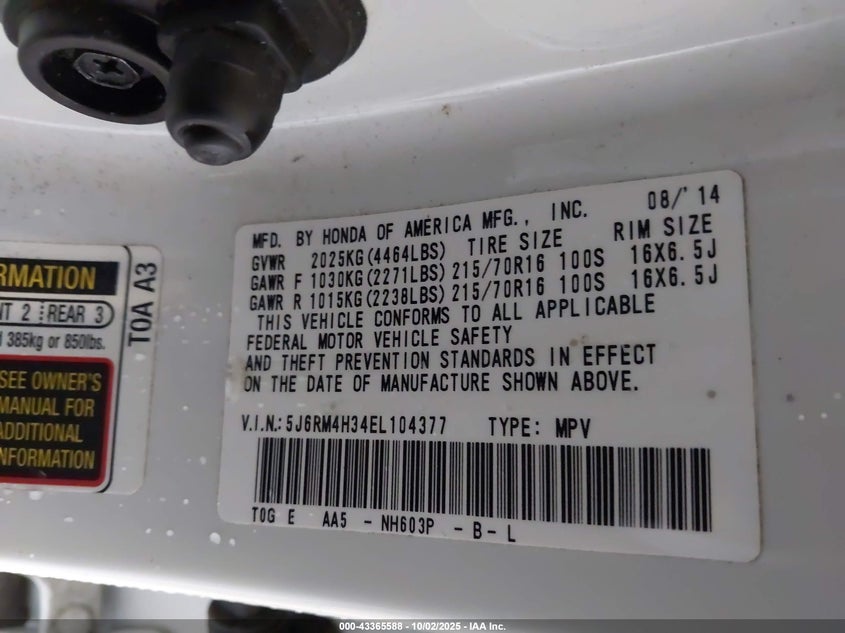 08/'14
MFD. BY HONDA OF AMERICA MFG., INC.
GVWR 2025KG(4464LBS) TIRE SIZE RIM SIZE
GAWR F 1030KG(2271LBS) 215/70R16 100S 16X6.5J
GAWR R 1015KG(2238LBS) 215/70R16 100S 16X6.5J
THIS VEHICLE CONFORMS TO ALL APPLICABLE
FEDERAL MOTOR VEHICLE SAFETY
AND THEFT PREVENTION STANDARDS IN EFFECT
ON THE DATE OF MANUFACTURE SHOWN ABOVE.
V.I.N.:5J6RM4H34EL104377 TYPE: MPV
T0G E AA5 - NH603P - B - L
RMATION
NT 2 REAR 3
385kg or 850lbs.
SEE OWNER'S
MANUAL FOR
ADDITIONAL
INFORMATION
T0A A3
000-43365588 - 10/02/2025 - IAA Inc.